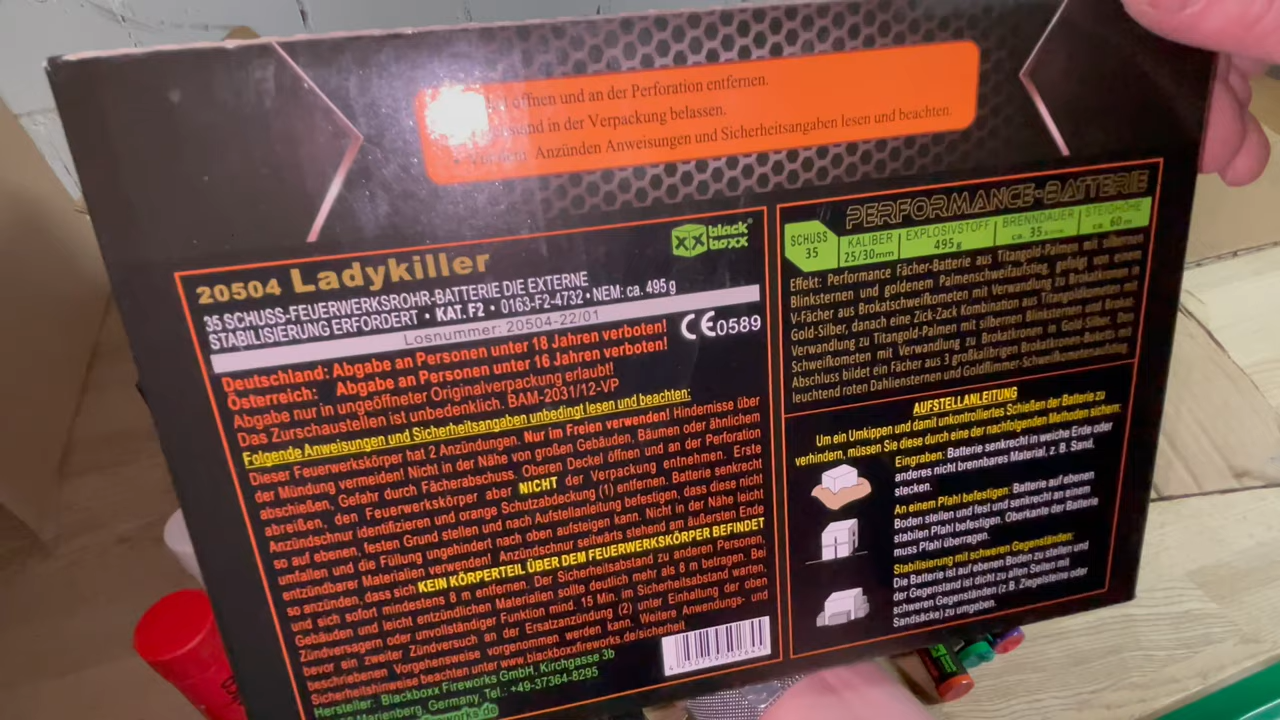 öffnen und an der Perforation entfernen.
in der Verpackung belassen.
Anzünden Anweisungen und Sicherheitsangaben lesen und beachten.
black boxx®
20504 Ladykiller
35 SCHUSS-FEUERWERKSROHR-BATTERIE DIE EXTERNE
STABILISIERUNG ERFORDERT • KAT. F2 • 0163-F2-4732 • NEM: ca. 495 g
Losnummer: 20504-22/01
CE0589
Deutschland: Abgabe an Personen unter 18 Jahren verboten!
Österreich: Abgabe an Personen unter 16 Jahren verboten!
Abgabe nur in ungeöffneter Originalverpackung erlaubt!
Das Zurschaustellen ist unbedenklich. BAM-2031/12-VP
Folgende Anweisungen und Sicherheitsangaben unbedingt lesen und beachten:
Dieser Feuerwerkskörper hat 2 Anzündungen. Nur im Freien verwenden! Hindernisse über
der Mündung vermeiden! Nicht in der Nähe von großen Gebäuden, Bäumen oder ähnlichem
abschießen, Gefahr durch Fächerabschuss. Oberen Deckel öffnen und an der Perforation
abreißen, den Feuerwerkskörper aber NICHT der Verpackung entnehmen. Erste
Anzündschnur identifizieren und orange Schutzabdeckung (1) entfernen. Batterie senkrecht
so auf ebenen, festen Grund stellen und nach Aufstellanleitung befestigen, dass diese nicht
umfallen und die Füllung ungehindert nach oben aufsteigen kann. Nicht in der Nähe leicht
entzündbarer Materialien verwenden! Anzündschnur seitwärts stehend am äußersten Ende
so anzünden, dass sich KEIN KÖRPERTEIL ÜBER DEM FEUERWERKSKÖRPER BEFINDET
und sich sofort mindestens 8 m entfernen. Der Sicherheitsabstand zu anderen Personen,
Gebäuden und leicht entzündlichen Materialien sollte deutlich mehr als 8 m betragen. Bei
Zündversagern oder unvollständiger Funktion mind. 15 Min. im Sicherheitsabstand warten,
bevor ein zweiter Zündversuch an der Ersatzanzündung (2) unter Einhaltung der oben
beschriebenen Vorgehensweise vorgenommen werden kann. Weitere Anwendungs- und
Sicherheitshinweise beachten unter www.blackboxxfireworks.de/sicherheit
Hersteller: Blackboxx Fireworks GmbH, Kirchgasse 3b
Marienberg, Germany, Tel.: +49-37364-8295
PERFORMANCE-BATTERIE
SCHUSS 35
KALIBER 25/30mm
EXPLOSIVSTOFF 495 g
BRENNDAUER ca. 35
STEIGHÖHE ca. 60 m
Effekt: Performance Fächer-Batterie aus Titangold-Palmen mit silbernen
Blinksternen und goldenem Palmenschweifaufstieg, gefolgt von einem
V-Fächer aus Brokatschweifkometen mit Verwandlung zu Brokatkronen in
Gold-Silber, danach eine Zick-Zack Kombination aus Titangoldkometen mit
Verwandlung zu Titangold-Palmen mit silbernen Blinksternen und Brokat-
Schweifkometen mit Verwandlung zu Brokatkronen in Gold-Silber. Den
Abschluss bildet ein Fächer aus 3 großkalibrigen Brokatkronen-Buketts mit
leuchtend roten Dahliensternen und Goldflimmer-Schweifkometenaufstieg.
AUFSTELLANLEITUNG
Um ein Umkippen und damit unkontrolliertes Schießen der Batterie zu
verhindern, müssen Sie diese durch eine der nachfolgenden Methoden sichern:
Eingraben: Batterie senkrecht in weiche Erde oder
anderes nicht brennbares Material, z. B. Sand,
stecken.
An einem Pfahl befestigen: Batterie auf ebenen
Boden stellen und fest und senkrecht an einem
stabilen Pfahl befestigen. Oberkante der Batterie
muss Pfahl überragen.
Stabilisierung mit schweren Gegenständen:
Die Batterie ist auf ebenen Boden zu stellen und
der Gegenstand ist dicht zu allen Seiten mit
schweren Gegenständen (z.B. Ziegelsteine oder
Sandsäcke) zu umgeben.